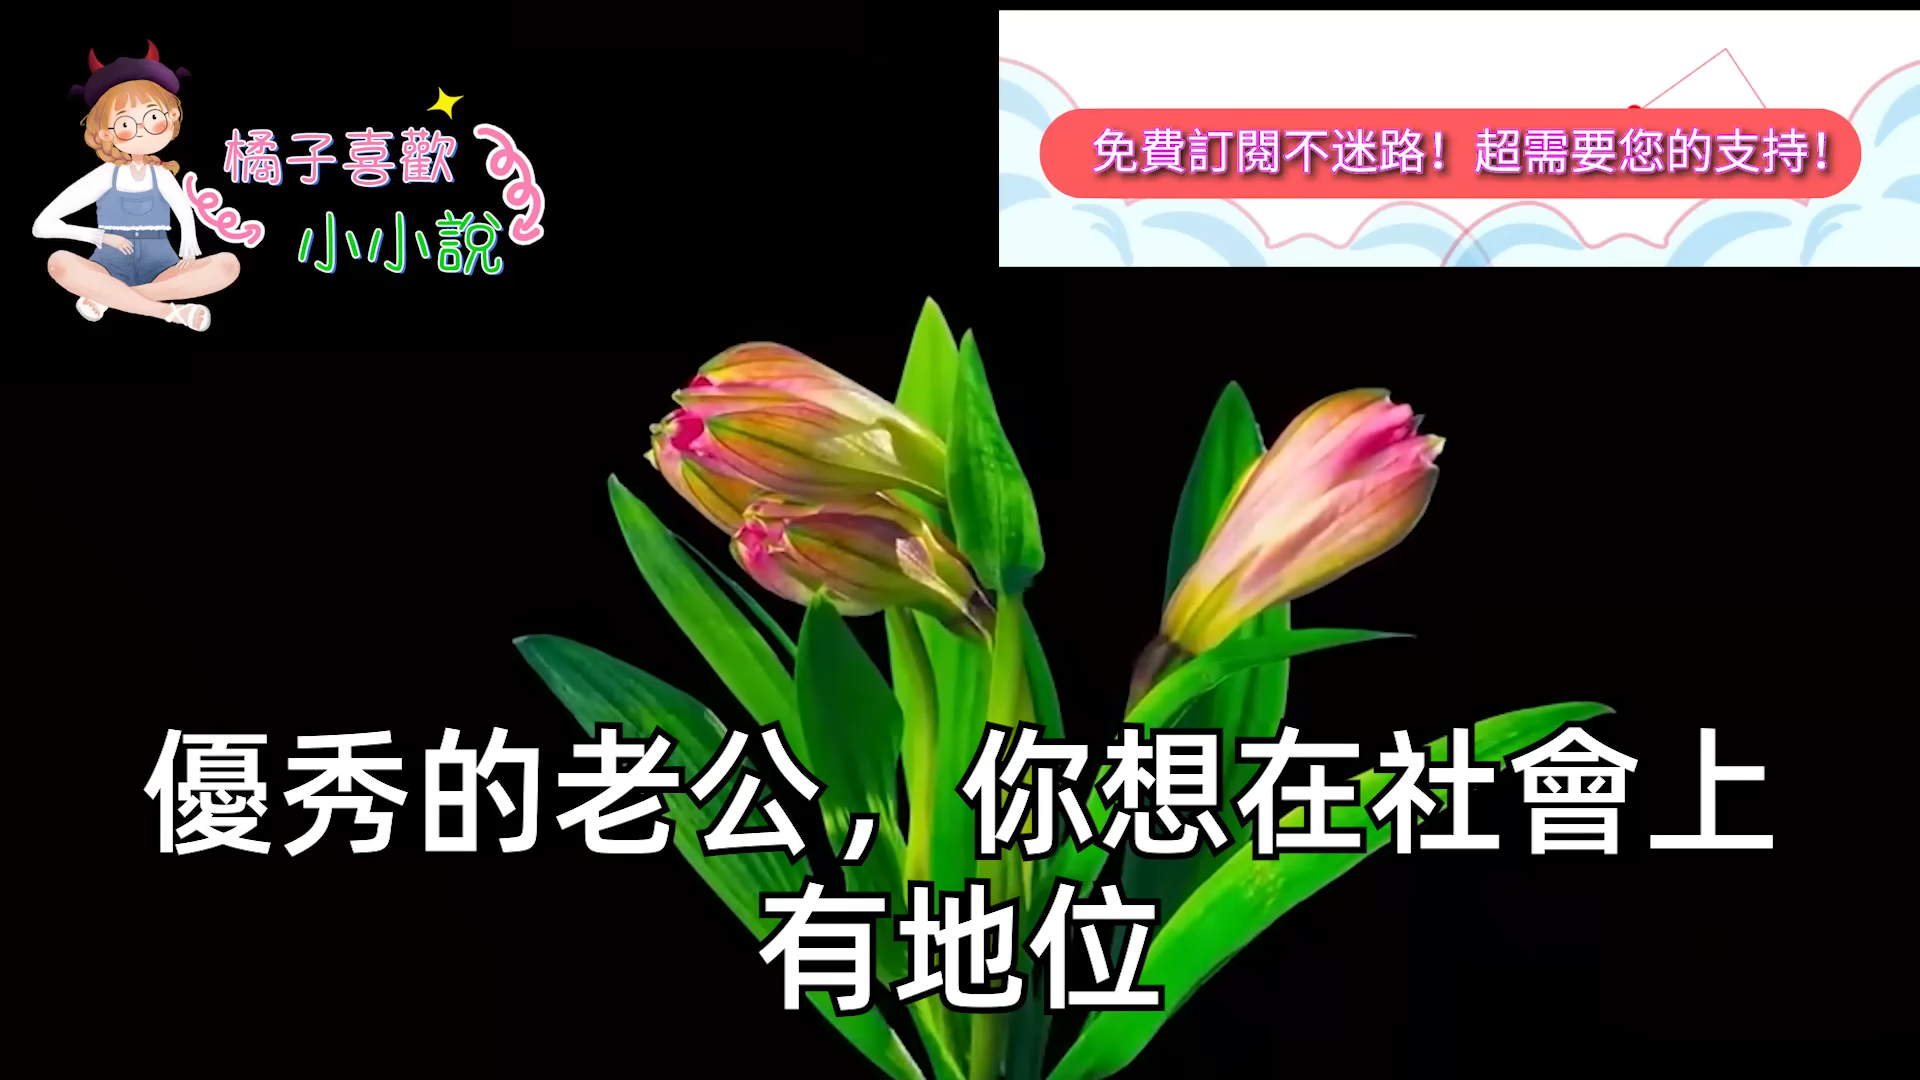 橘子喜歡
小小說
免費訂閱不迷路！超需要您的支持！
優秀的老公，你想在社會上
有地位